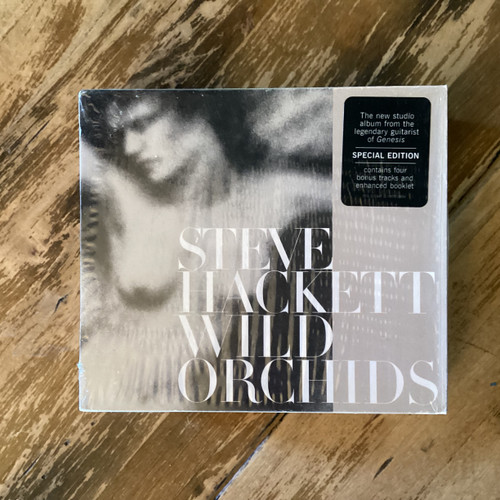 The new studio
album from the
legendary guitarist
of Genesis
SPECIAL EDITION
contains four
bonus tracks and
enhanced booklet
STEVE
HACKETT
WILD
ORCHIDS